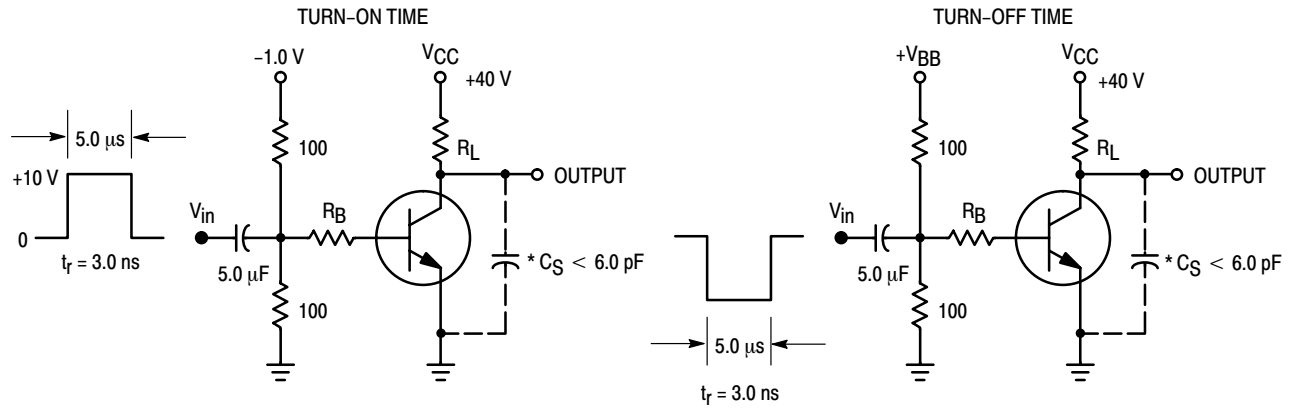 TURN–ON TIME
–1.0 V
VCC
+40 V
5.0 μs
100
RL
+10 V
OUTPUT
Vin
RB
0
tr = 3.0 ns
5.0 μF
* CS < 6.0 pF
100
TURN–OFF TIME
+VBB
VCC
+40 V
100
RL
OUTPUT
Vin
RB
5.0 μF
* CS < 6.0 pF
100
5.0 μs
tr = 3.0 ns